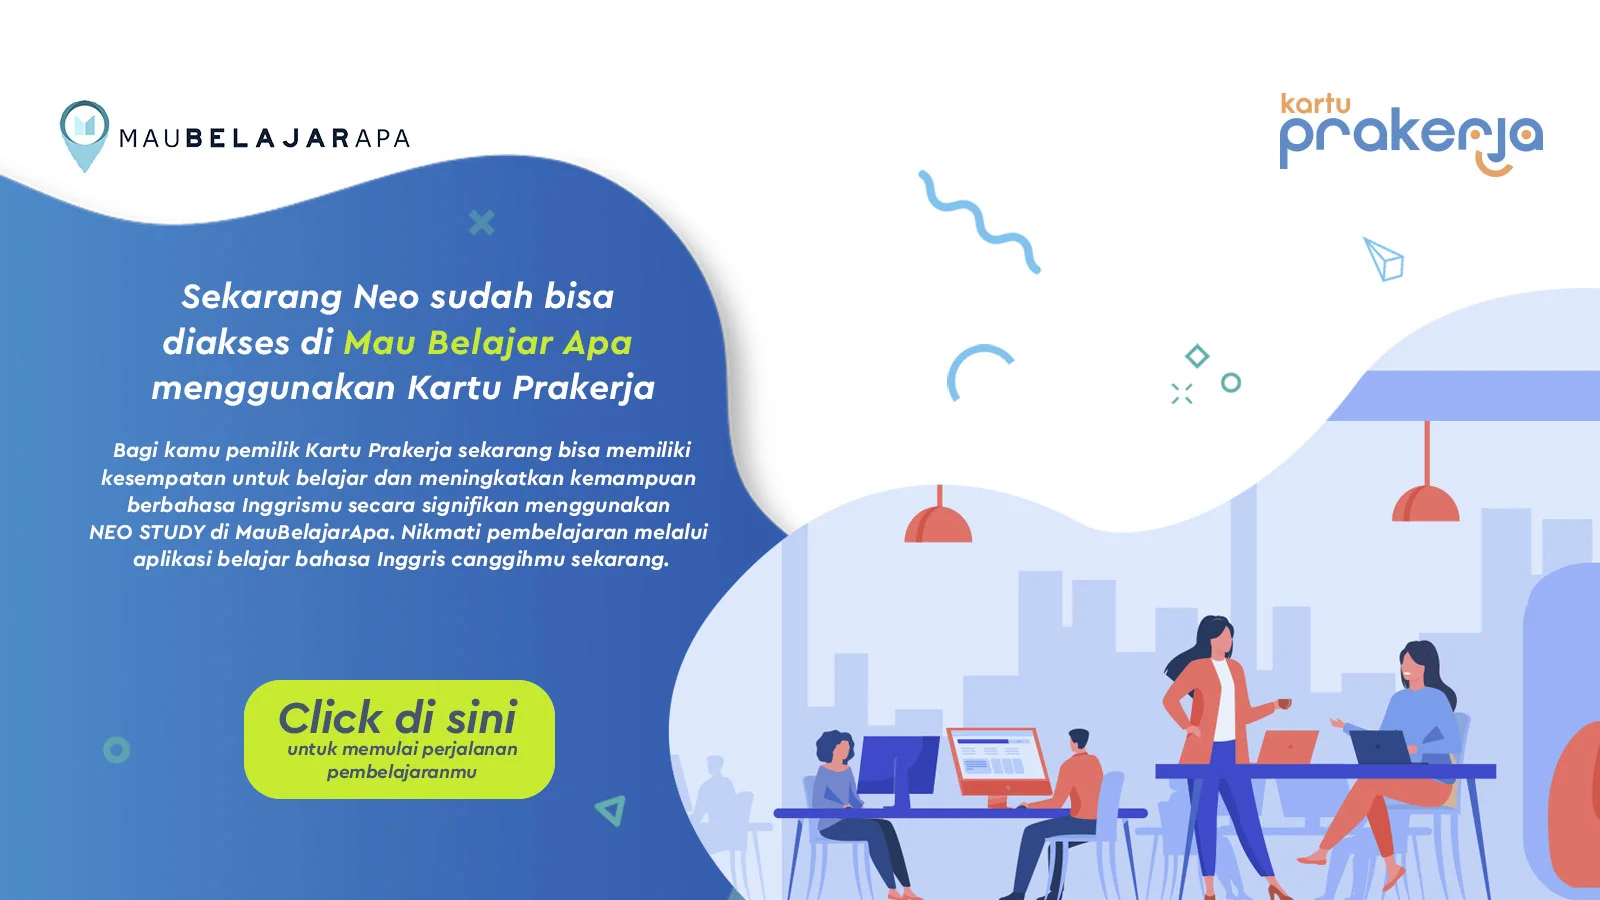 MAUBELAJARAPA
kartu
prakerja
Sekarang Neo sudah bisa
diakses di Mau Belajar Apa
menggunakan Kartu Prakerja
Bagi kamu pemilik Kartu Prakerja sekarang bisa memiliki
kesempatan untuk belajar dan meningkatkan kemampuan
berbahasa Inggrismu secara signifikan menggunakan
NEO STUDY di MauBelajarApa. Nikmati pembelajaran melalui
aplikasi belajar bahasa Inggris canggihmu sekarang.
Click di sini
untuk memulai perjalanan
pembelajaranmu